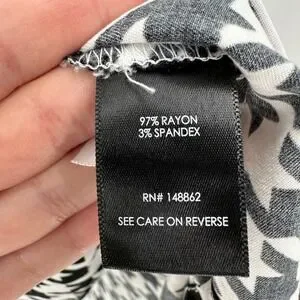 97% RAYON
3% SPANDEX
RN# 148862
SEE CARE ON REVERSE